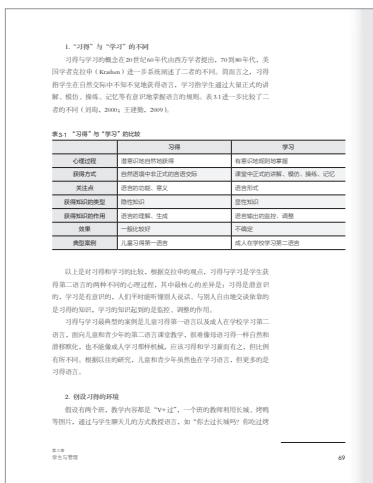 1. “习得”与“学习”的不同
习得与学习的概念在20世纪60年代由西方学者提出，70到80年代，美
国学者克拉申（Krashen）进一步系统阐述了二者的不同。简而言之，习得
指学生在自然交际中不知不觉地获得语言，学习指学生通过大量正式的讲
解、模仿、操练、记忆等有意识地掌握语言的规则。表3.1进一步比较了二
者的不同（刘珣，2000；王建勤，2009）。
表3-1 “习得”与“学习”的比较
习得 学习
心理过程 潜意识地自然地获得 有意识地规则地掌握
获得方式 自然语境中非正式的言语交际 课堂中正式的讲解、模仿、操练、记忆
关注点 语言的功能、意义 语言形式
获得知识的类型 隐性知识 显性知识
获得知识的作用 语言的理解、生成 语言输出的监控、调整
效果 一般比较好 不确定
典型案例 儿童习得第一语言 成人在学校学习第二语言
以上是对习得和学习的比较，根据克拉申的观点，习得与学习是学生获
得第二语言的两种不同的心理过程，其中最核心的差异是：习得是潜意识
的，学习是有意识的，人们平时能听懂别人说话、与别人自由地交谈依靠的
是习得的知识，学习的知识起到的是监控、调整的作用。
习得与学习最典型的案例是儿童习得第一语言以及成人在学校学习第二
语言，面向儿童和青少年的第二语言课堂教学，很难像母语习得一样自然和
潜移默化，也不能像成人学习那样机械，应该习得和学习兼而有之，但比例
有所不同。根据以往的研究，儿童和青少年虽然也在学习语言，但更多的是
习得语言。
2. 创设习得的环境
假设有两个班，教学内容都是“V+过”，一个班的教师利用长城、烤鸭
等图片，通过与学生聊天儿的方式教授语言，如“你去过长城吗？你吃过烤
第三章
学生与管理
69